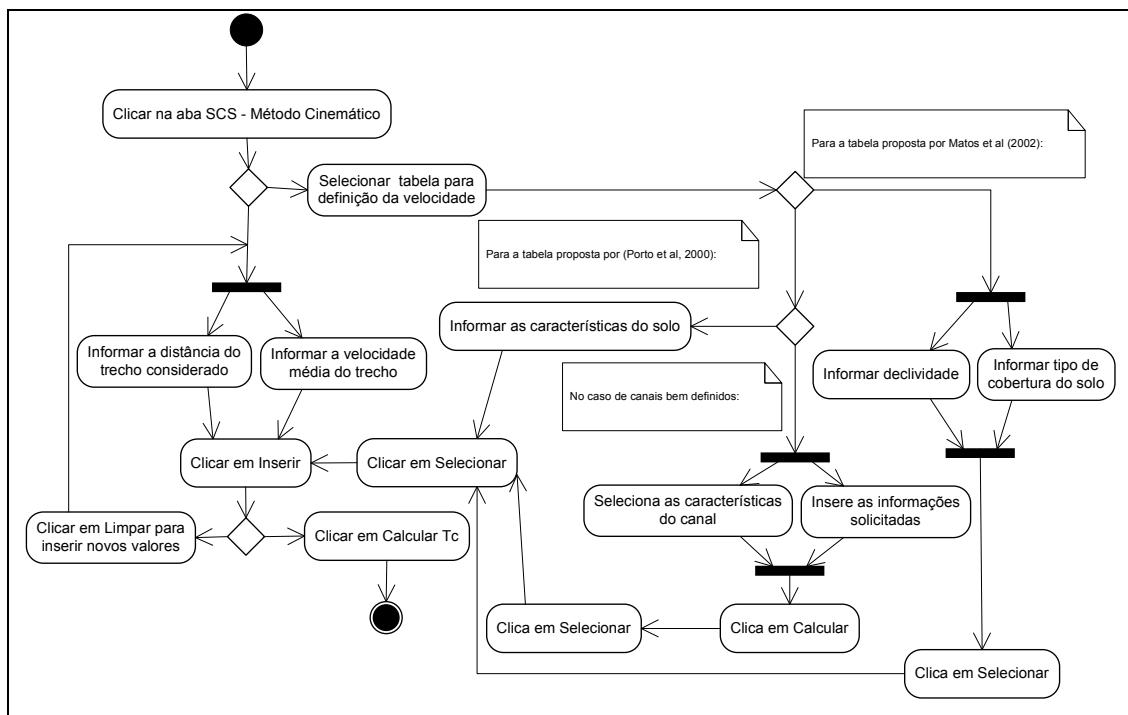 Clicar na aba SCS - Método Cinemático
Para a tabela proposta por Matos et al (2002):
Selecionar tabela para
definição da velocidade
Para a tabela proposta por (Porto et al, 2000):
Informar as características do solo
Informar a distância do
trecho considerado
Informar a velocidade
média do trecho
Informar declividade
Informar tipo de
cobertura do solo
No caso de canais bem definidos:
Clicar em Inserir
Clicar em Selecionar
Seleciona as características
do canal
Insere as informações
solicitadas
Clicar em Limpar para
inserir novos valores
Clicar em Calcular Tc
Clica em Selecionar
Clica em Calcular
Clica em Selecionar